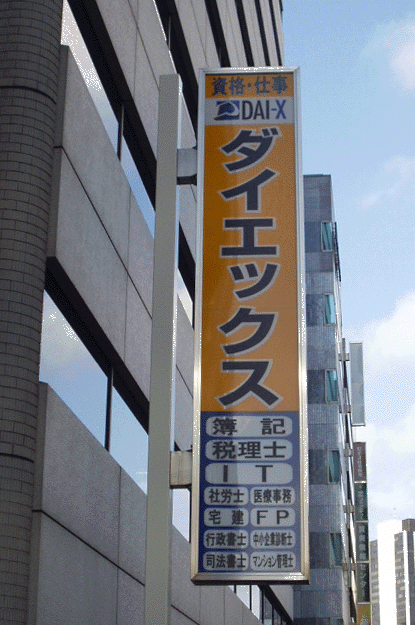 資格・仕事
DAI-X
ダイエックス
簿記
税理士
IT
社労士 医療事務
宅建 FP
行政書士 中小企業診断士
司法書士 マンション管理士